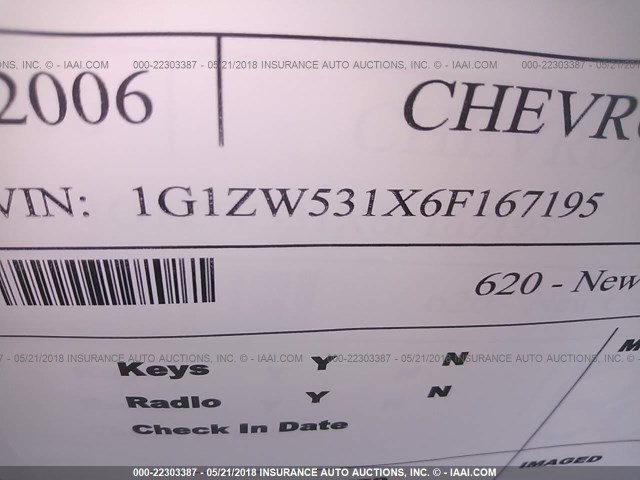 INC. - IAAI.COM 000-22303387 - 05/21/2018 INSURANCE AUTO AUCTIONS, INC. © - IAAI.COM 000-22303387 - 05/21/2018
2006 CHEVR
VIN: 1G1ZW531X6F167195
620 - New
INSURANCE AUTO AUCTIONS, INC. © - IAAI.COM 000-22303387 - 05/21/2018 INSURANCE AUTO AUCTIONS, INC. © - IAAI.COM
Keys Y N
Radio Y N
Check In Date
IMAGED
000-22303387 - 05/21/2018 INSURANCE AUTO AUCTIONS, INC. © - IAAI.COM